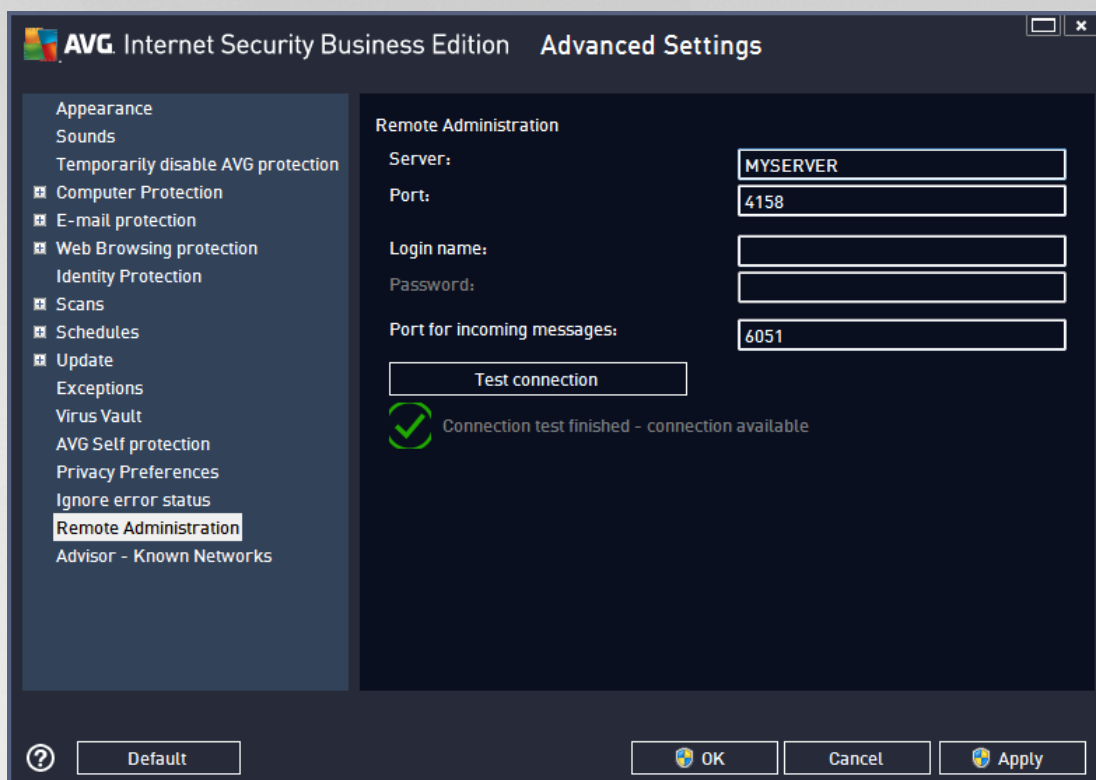 AVG. Internet Security Business Edition Advanced Settings
Appearance
Sounds
Temporarily disable AVG protection
Computer Protection
E-mail protection
Web Browsing protection
Identity Protection
Scans
Schedules
Update
Exceptions
Virus Vault
AVG Self protection
Privacy Preferences
Ignore error status
Remote Administration
Advisor - Known Networks
Remote Administration
Server: MYSERVER
Port: 4158
Login name:
Password:
Port for incoming messages: 6051
Test connection
Connection test finished - connection available
? Default OK Cancel Apply